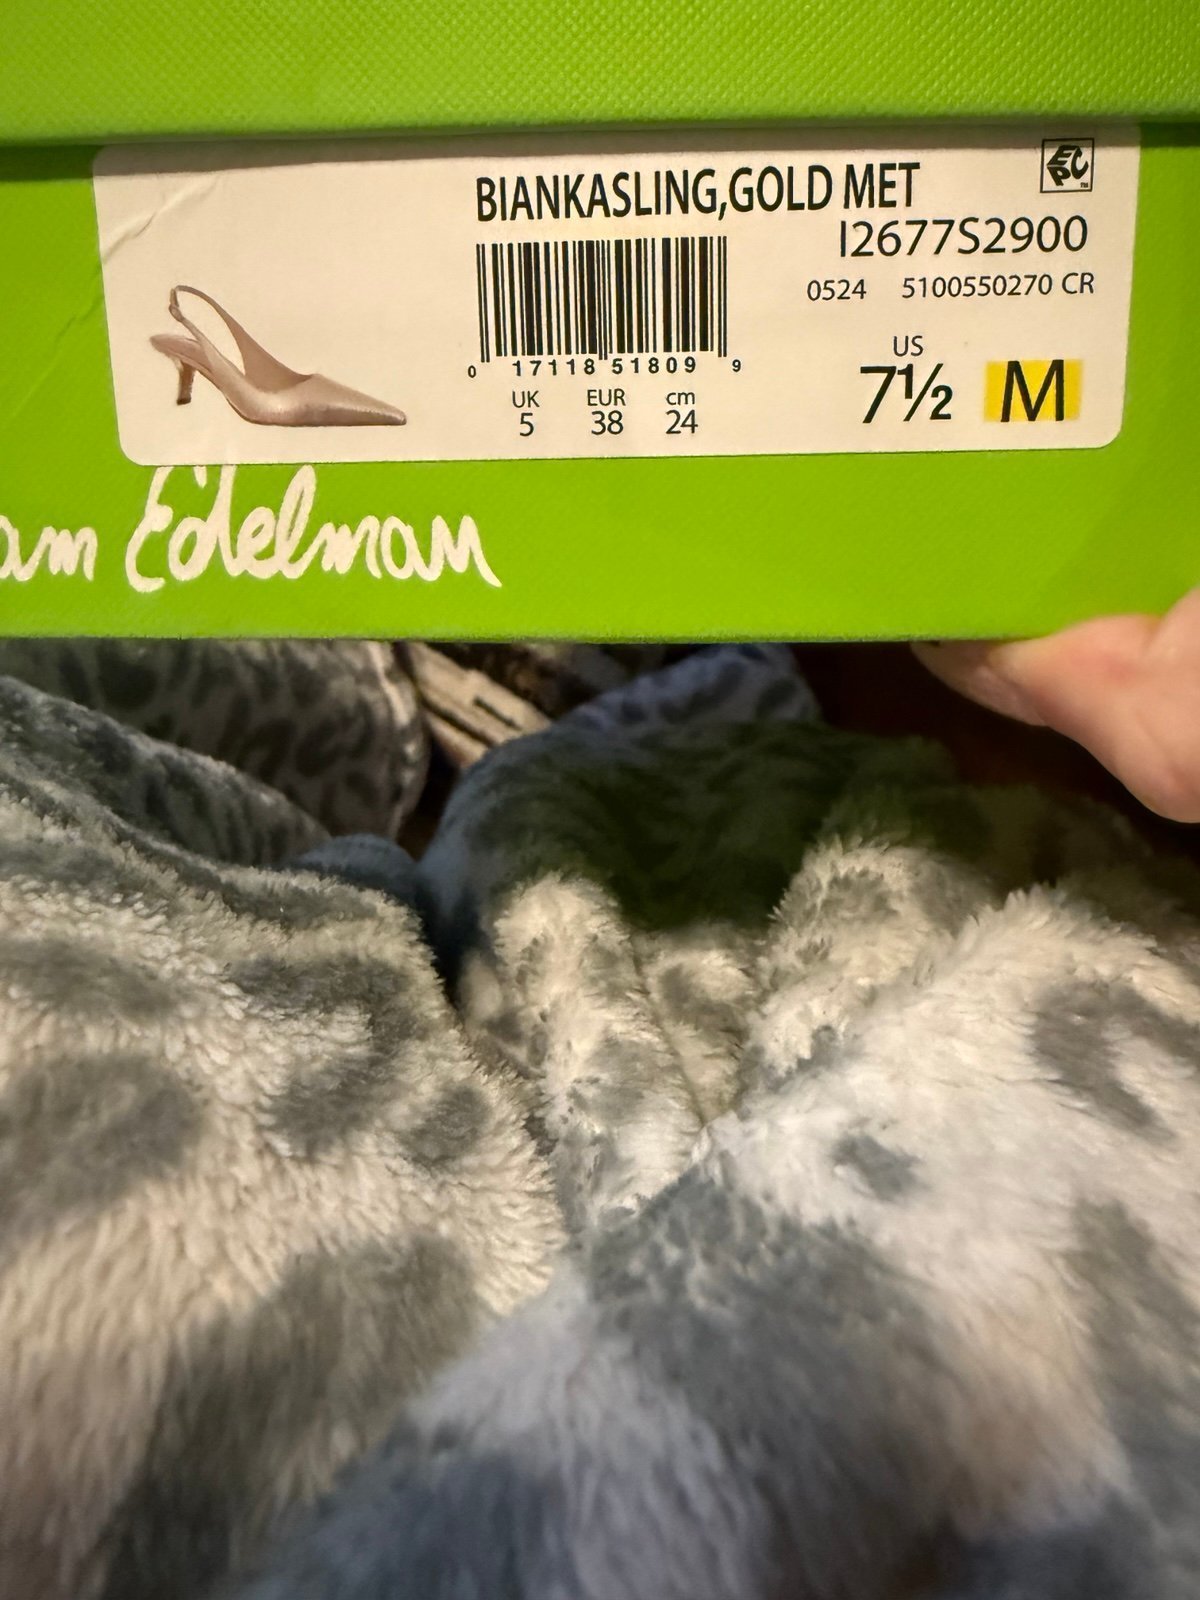 BIANKASLING,GOLD MET
EPC
I2677S2900
0524 5100550270 CR
0 17118 51809 9
UK EUR cm
5 38 24
US
7½ M
am Edelman